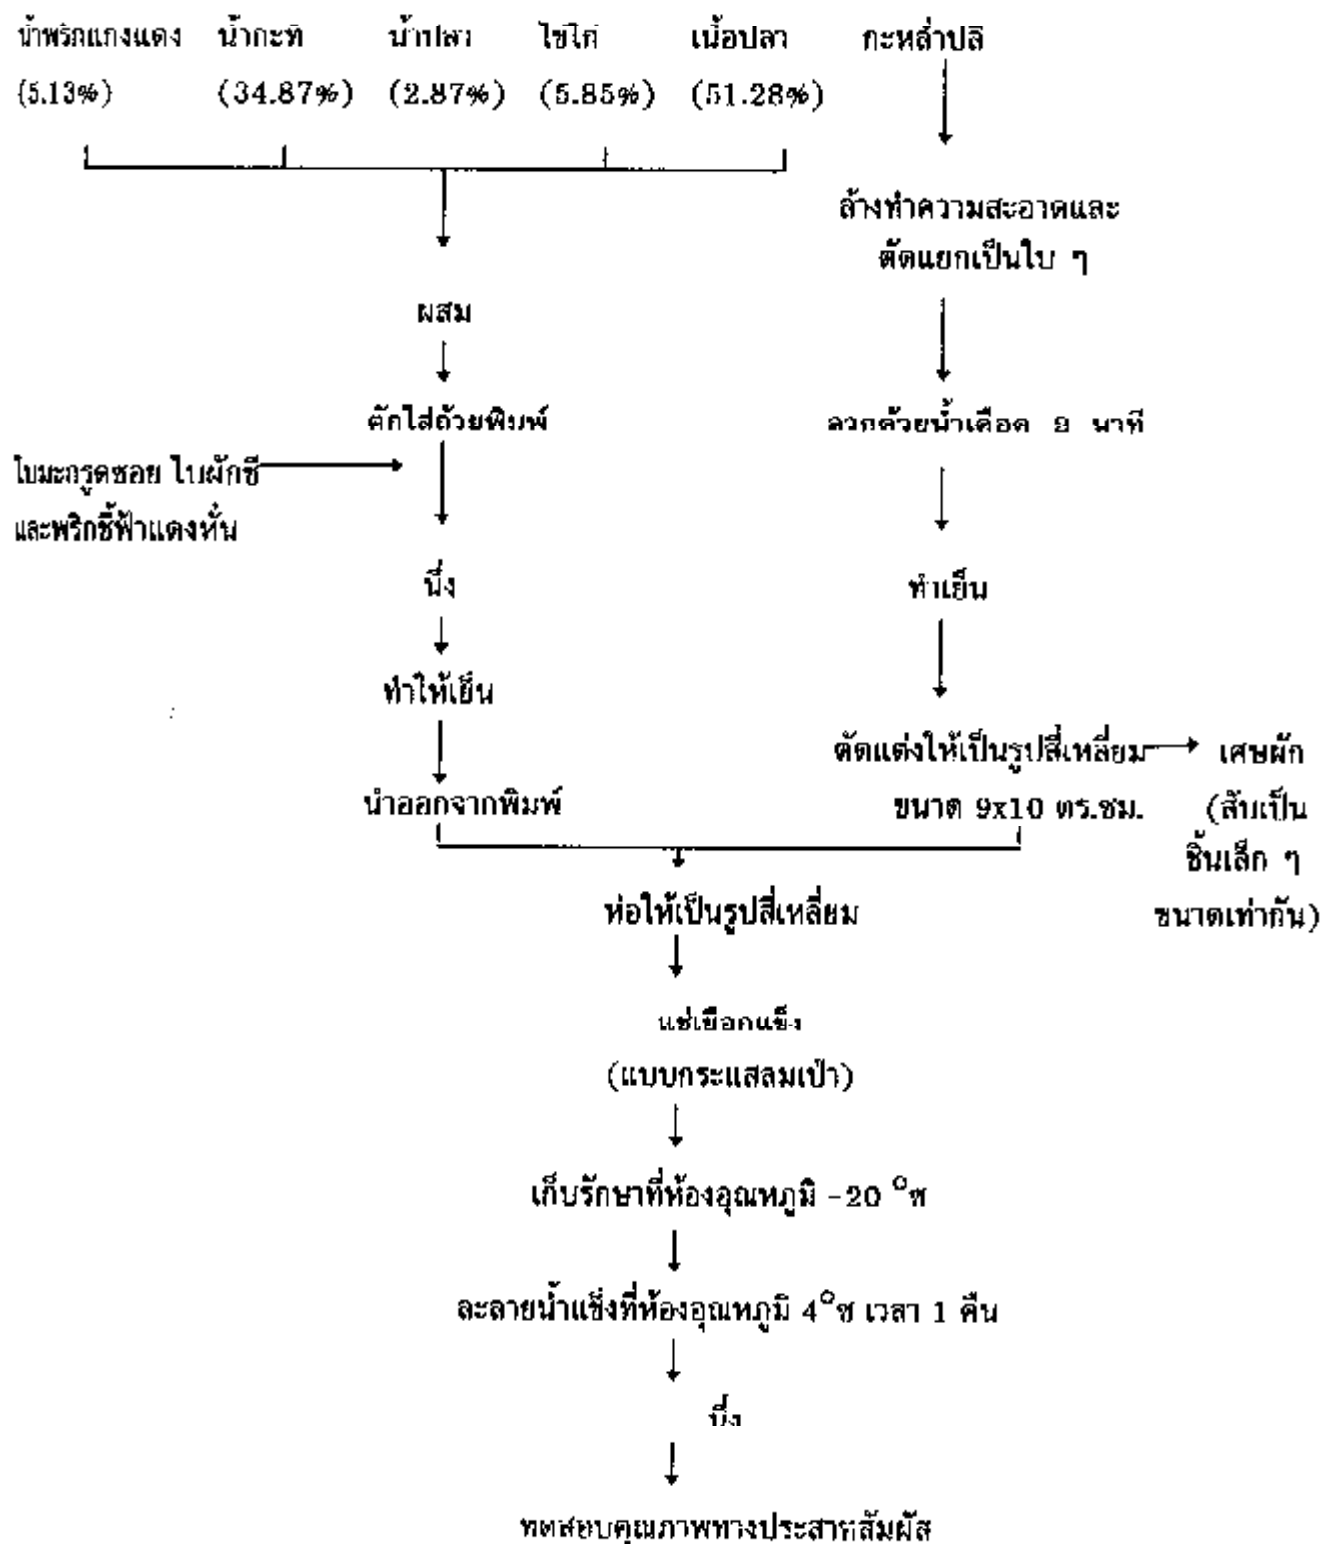 น้ำพริกแกงแดง น้ำกะทิ น้ำปลา ไข่ไก่ เนื้อปลา กะหล่ำปลี
(5.13%) (34.87%) (2.87%) (5.85%) (51.28%)
ล้างทำความสะอาดและ
ตัดแยกเป็นใบ ๆ
ผสม
ตักใส่ถ้วยพิมพ์
ลวกด้วยน้ำเดือด นาที
ใบมะกรูดซอย ใบผักชี
และพริกชี้ฟ้าแดงหั่น
นึ่ง
ทำเย็น
ทำให้เย็น
ตัดแต่งให้เป็นรูปสี่เหลี่ยม เศษผัก
นำออกจากพิมพ์ ขนาด 9x10 ตร.ซม. (สับเป็น
ชิ้นเล็ก ๆ
ห่อให้เป็นรูปสี่เหลี่ยม ขนาดเท่ากัน)
แช่เยือกแข็ง
(แบบกระแสลมเป่า)
เก็บรักษาที่ห้องอุณหภูมิ -20 °ซ
ละลายน้ำแข็งที่ห้องอุณหภูมิ 4°ซ เวลา 1 คืน
นึ่ง
ทดสอบคุณภาพทางประสาทสัมผัส